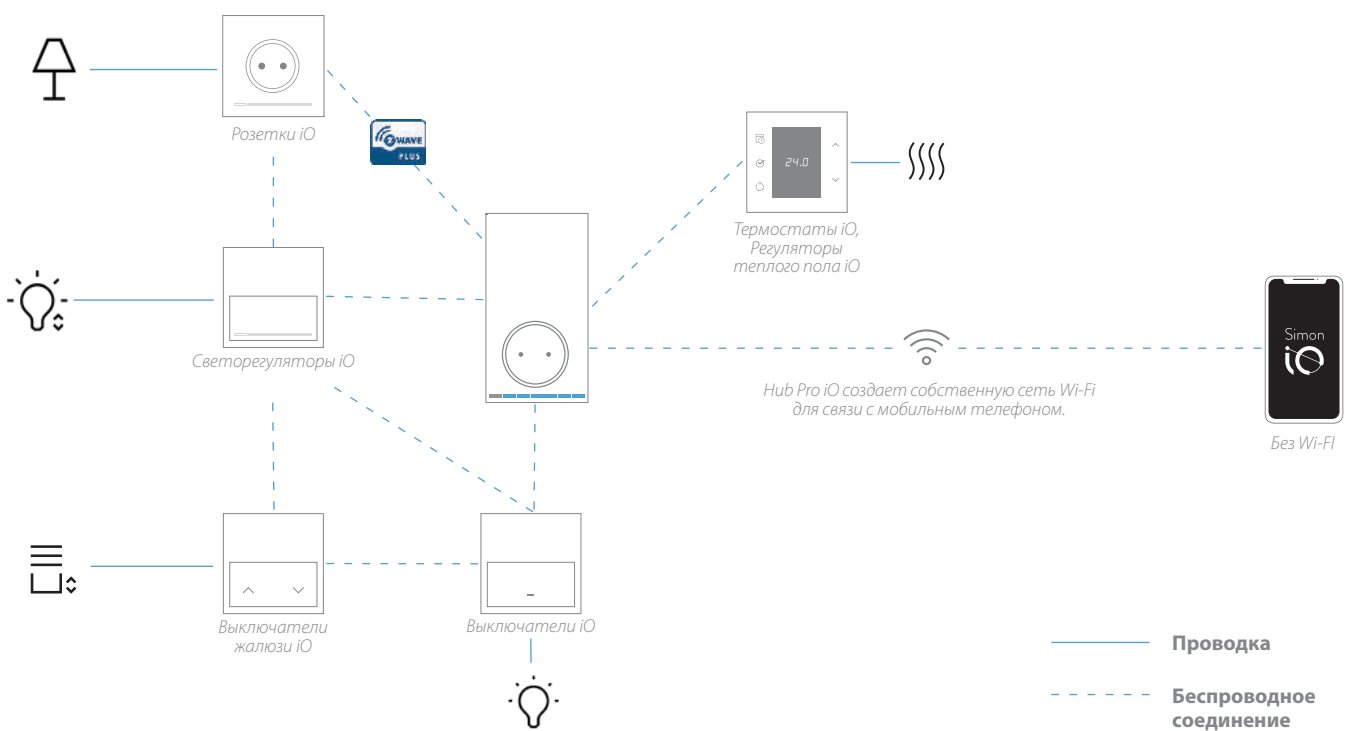 Розетки iO
Z WAVE
PLUS
24.0
Термостаты iO,
Регуляторы
теплого пола iO
Светорегуляторы iO
Simon
iO
Hub Pro iO создает собственную сеть Wi-Fi
для связи с мобильным телефоном.
Без Wi-FI
Выключатели
жалюзи iO
Выключатели iO
Проводка
Беспроводное
соединение